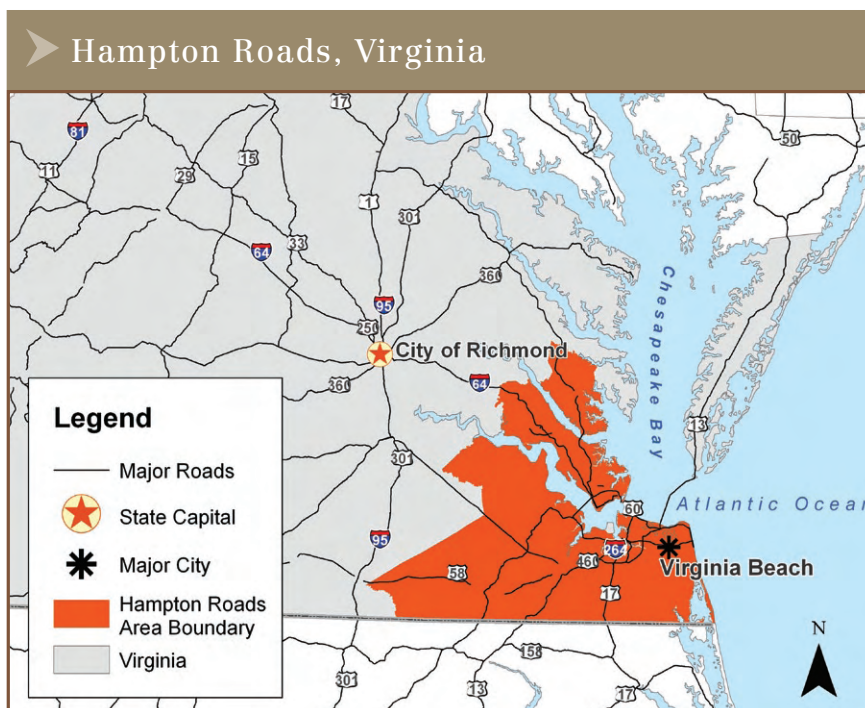 Hampton Roads, Virginia
17
81
50
11
15
29
1
301
33
64
360
95
250
Chesapeake Bay
City of Richmond
360
64
13
301
Atlantic Ocean
60
95
264
Virginia Beach
58
460
17
158
301
13
17
N
Legend
Major Roads
State Capital
Major City
Hampton Roads
Area Boundary
Virginia